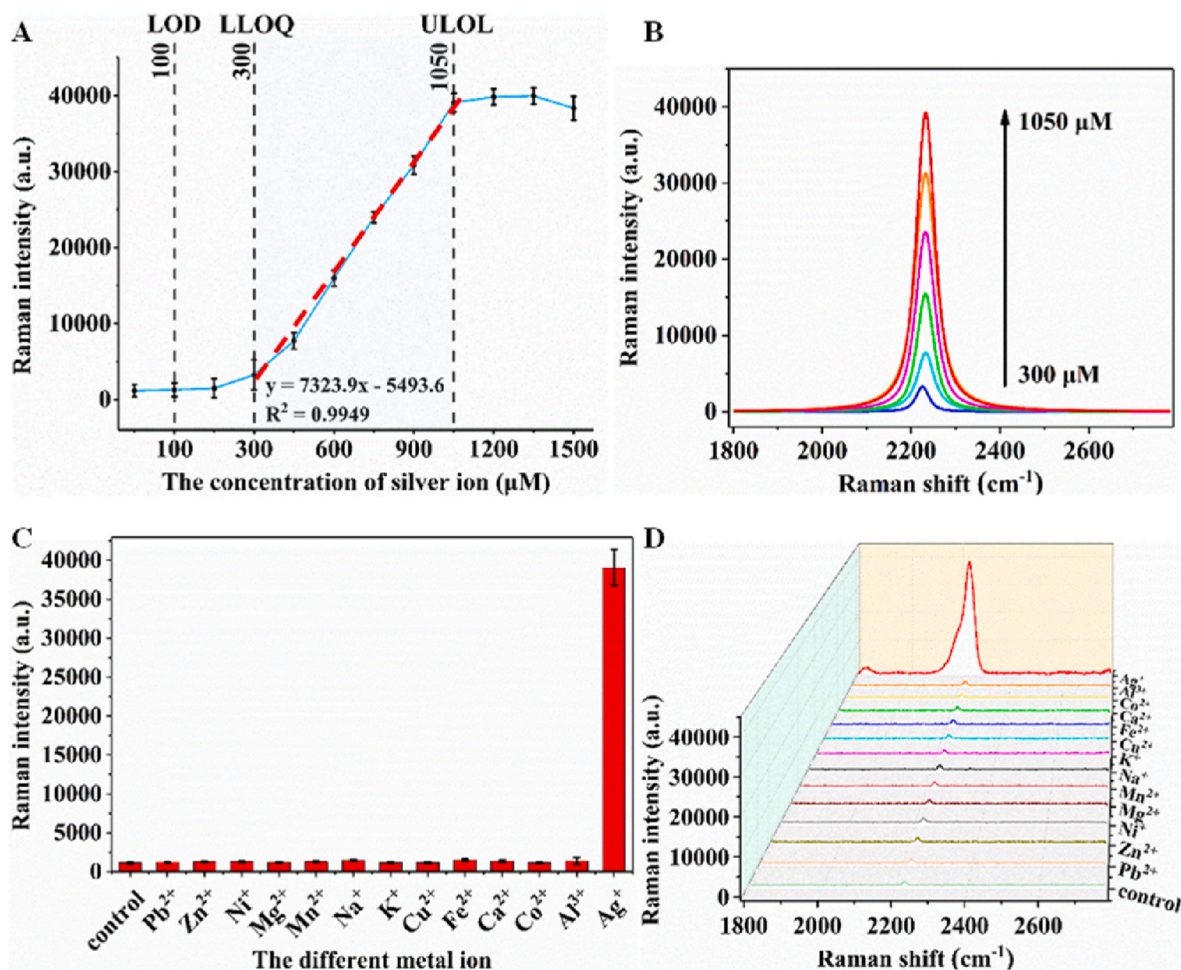 A
LOD LLOQ ULOL
100
300
1050
40000
30000
20000
10000
0
Raman intensity (a.u.)
y = 7323.9x - 5493.6
R² = 0.9949
100 300 600 900 1200 1500
The concentration of silver ion (μM)
B
40000
30000
20000
10000
0
Raman intensity (a.u.)
1050 μM
300 μM
1800 2000 2200 2400 2600
Raman shift (cm⁻¹)
C
40000
35000
30000
25000
20000
15000
10000
5000
0
Raman intensity (a.u.)
control Pb²⁺ Zn²⁺ Ni⁺ Mg²⁺ Mn²⁺ Na⁺ K⁺ Cu²⁺ Fe²⁺ Ca²⁺ Co²⁺ Al³⁺ Ag⁺
The different metal ion
D
40000
30000
20000
10000
0
Raman intensity (a.u.)
Ag⁺
Al³⁺
Co²⁺
Ca²⁺
Fe²⁺
Cu²⁺
K⁺
Na⁺
Mn²⁺
Mg²⁺
Ni⁺
Zn²⁺
Pb²⁺
control
1800 2000 2200 2400 2600
Raman shift (cm⁻¹)